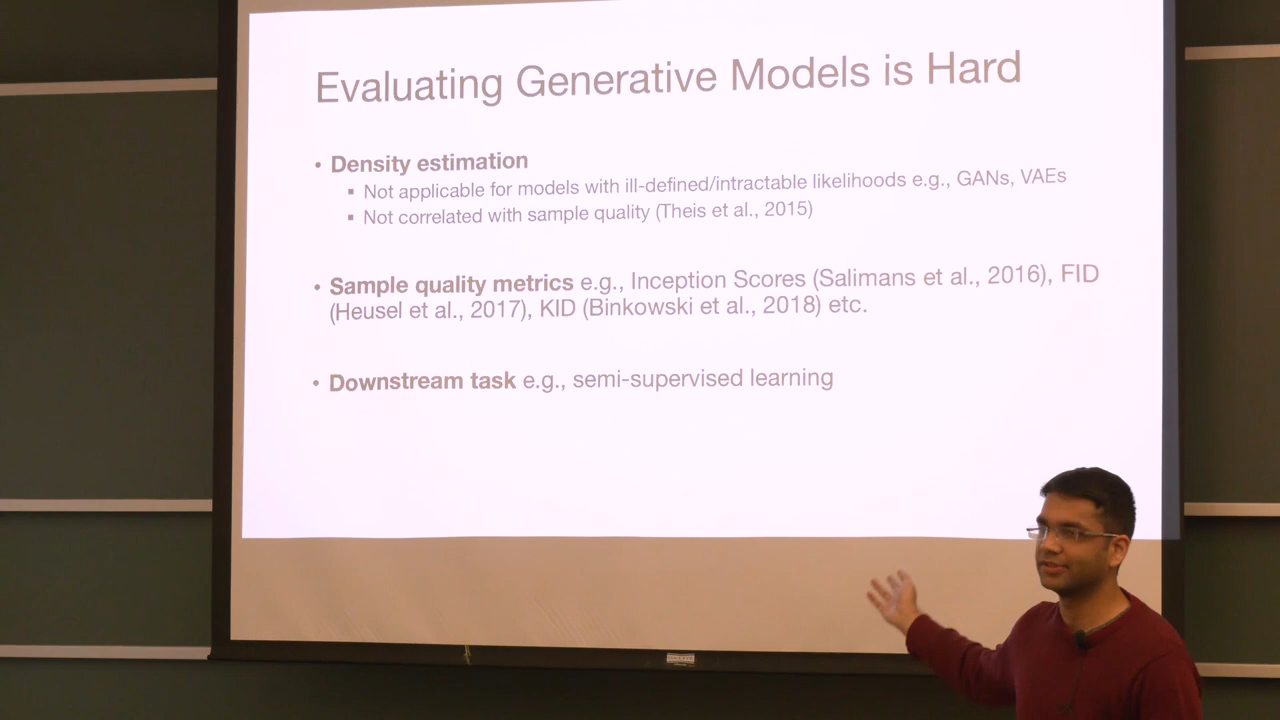 Evaluating Generative Models is Hard
• Density estimation
▪ Not applicable for models with ill-defined/intractable likelihoods e.g., GANs, VAEs
▪ Not correlated with sample quality (Theis et al., 2015)
• Sample quality metrics e.g., Inception Scores (Salimans et al., 2016), FID
(Heusel et al., 2017), KID (Binkowski et al., 2018) etc.
• Downstream task e.g., semi-supervised learning